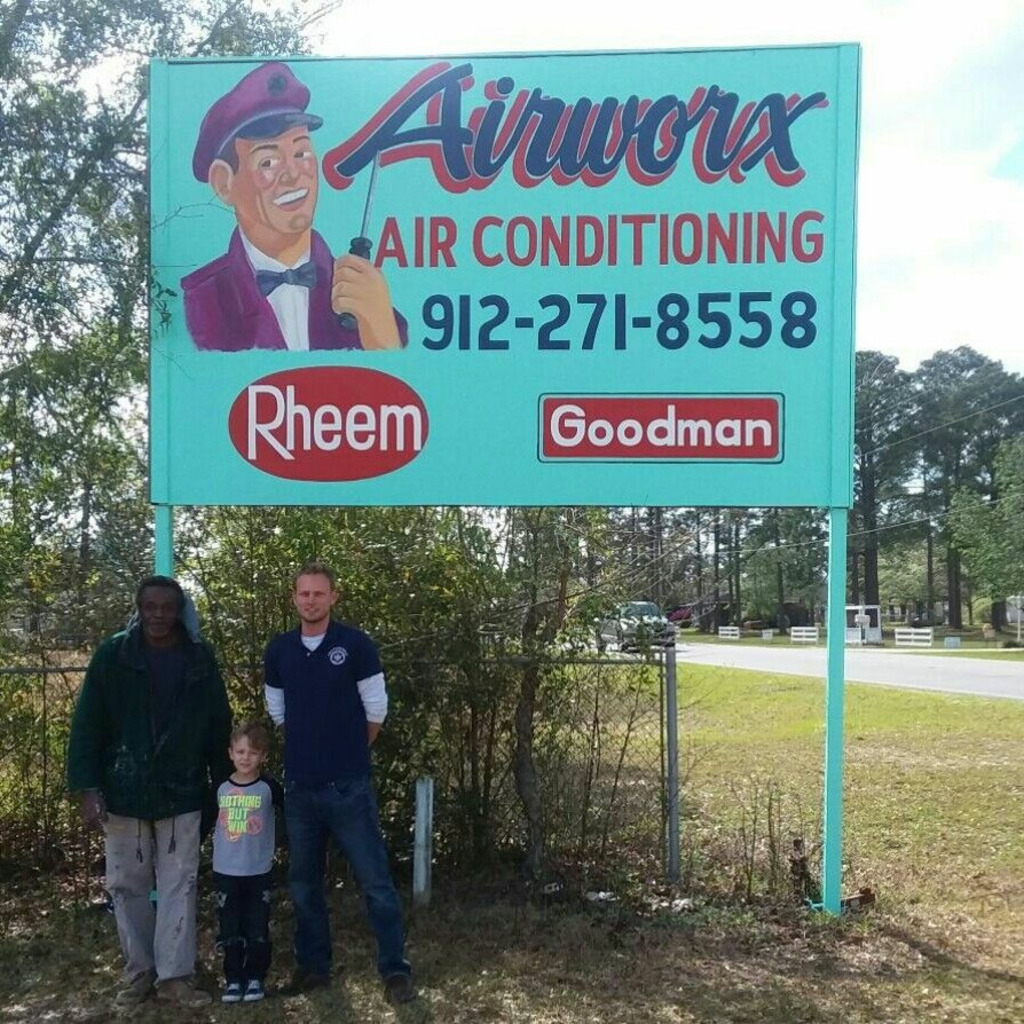 Airworx
AIR CONDITIONING
912-271-8558
Rheem
Goodman
NOTHING
BUT
WIN